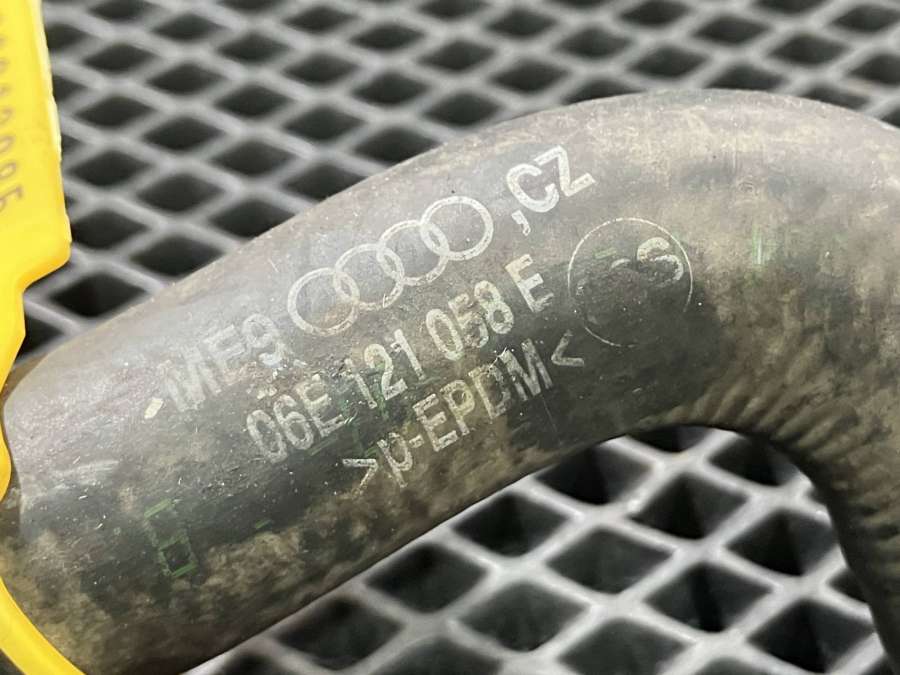 ME9 ,CZ
06E 121 058 E
>p-EPDM<
S